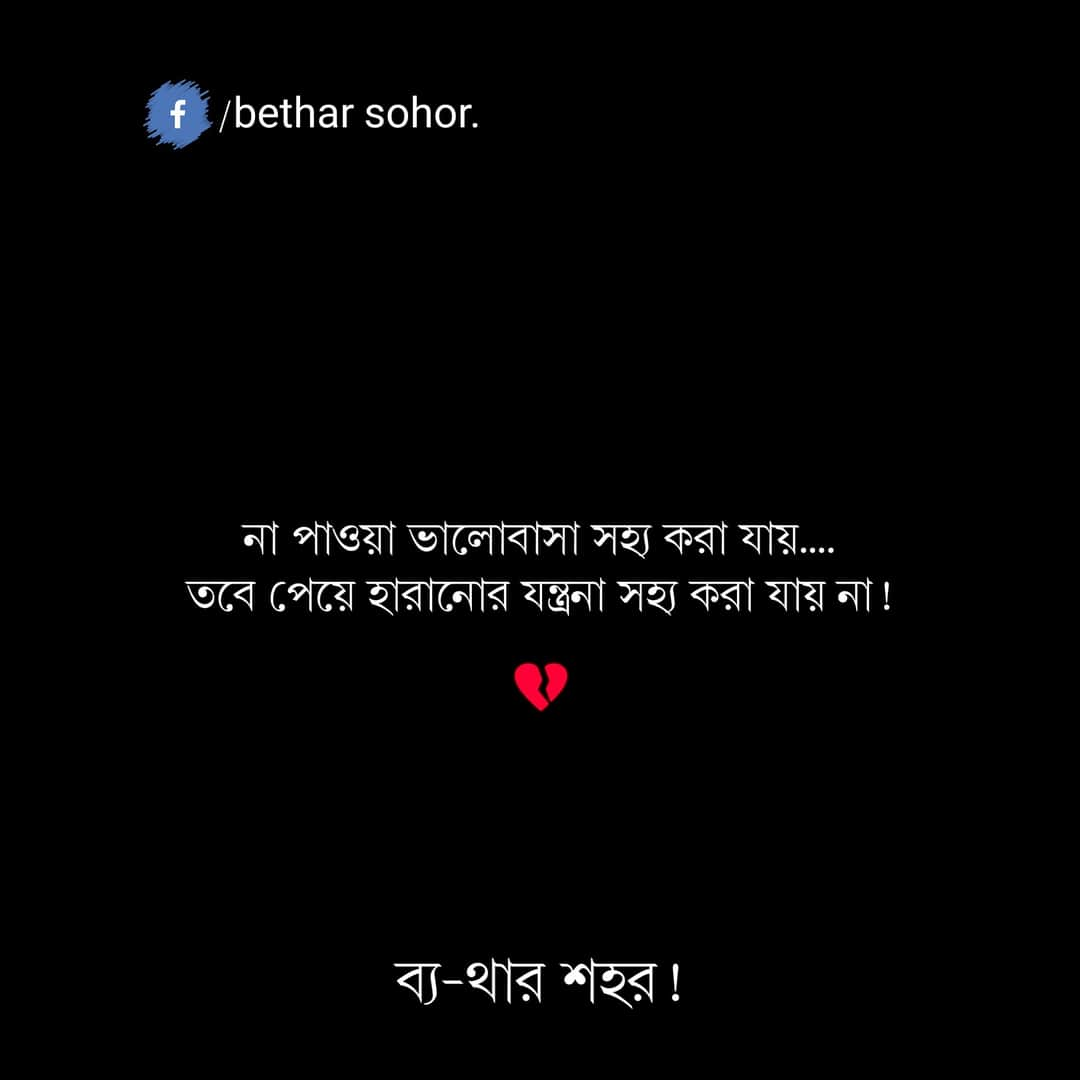 f /bethar sohor.
না পাওয়া ভালোবাসা সহ্য করা যায়....
তবে পেয়ে হারানোর যন্ত্রনা সহ্য করা যায় না!
💔
ব্য-থার শহর!